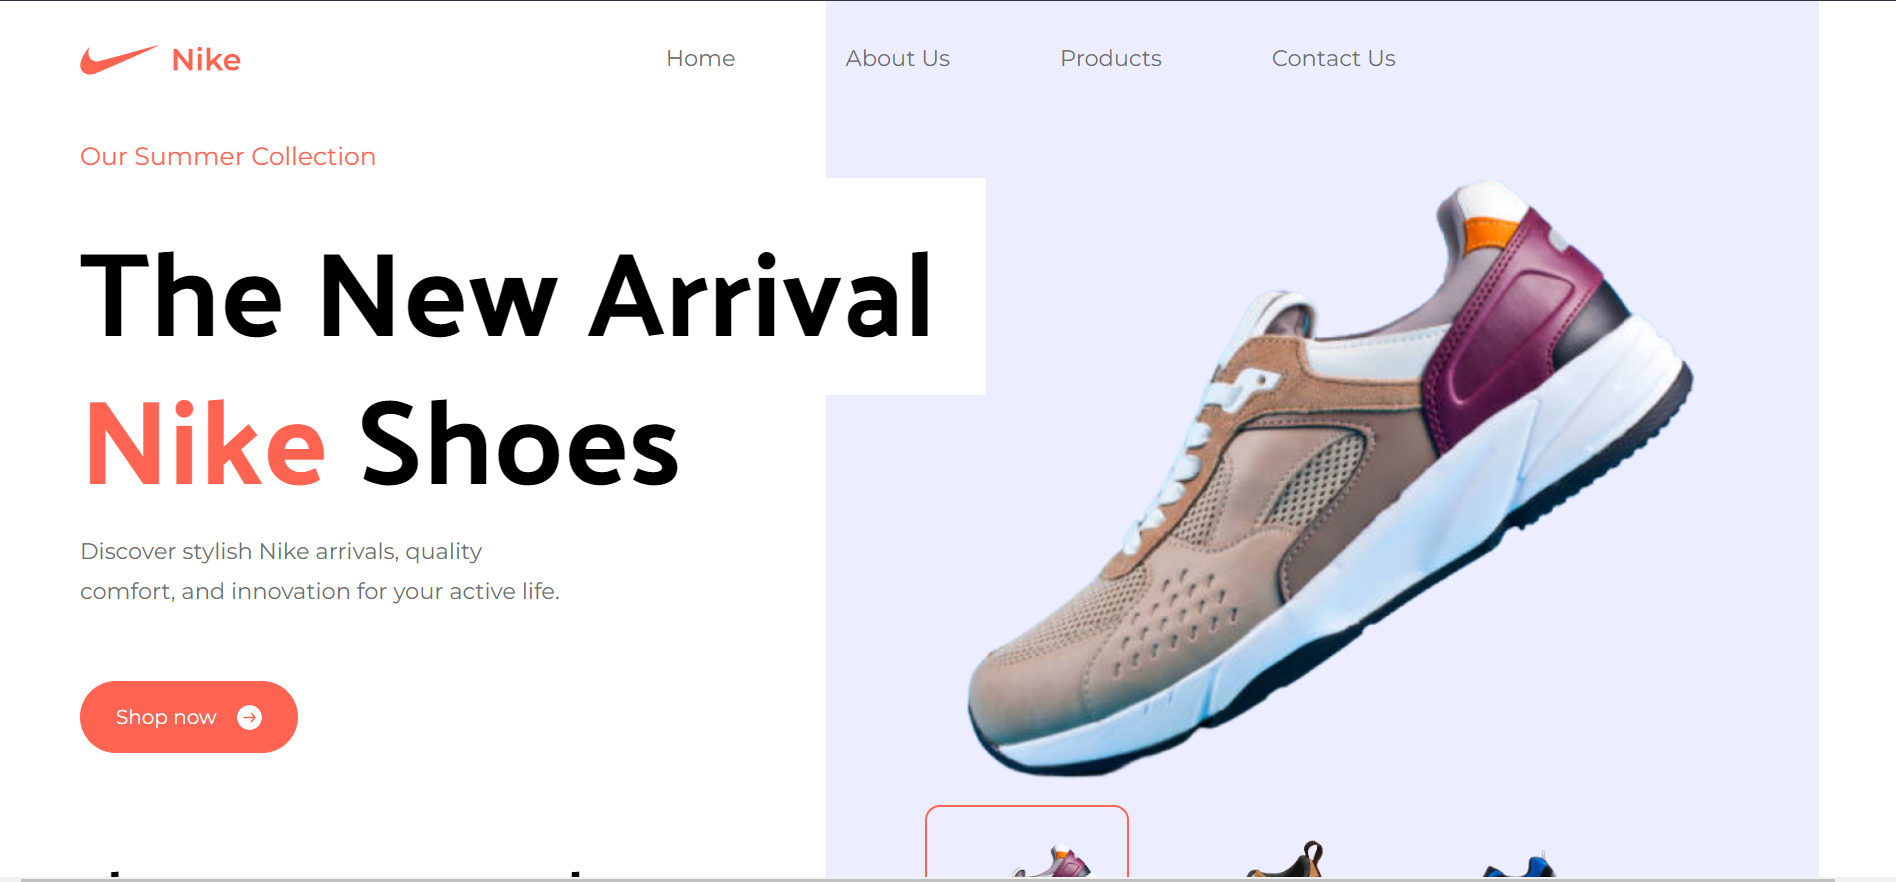 Nike
Home
About Us
Products
Contact Us
Our Summer Collection
The New Arrival
Nike Shoes
Discover stylish Nike arrivals, quality
comfort, and innovation for your active life.
Shop now